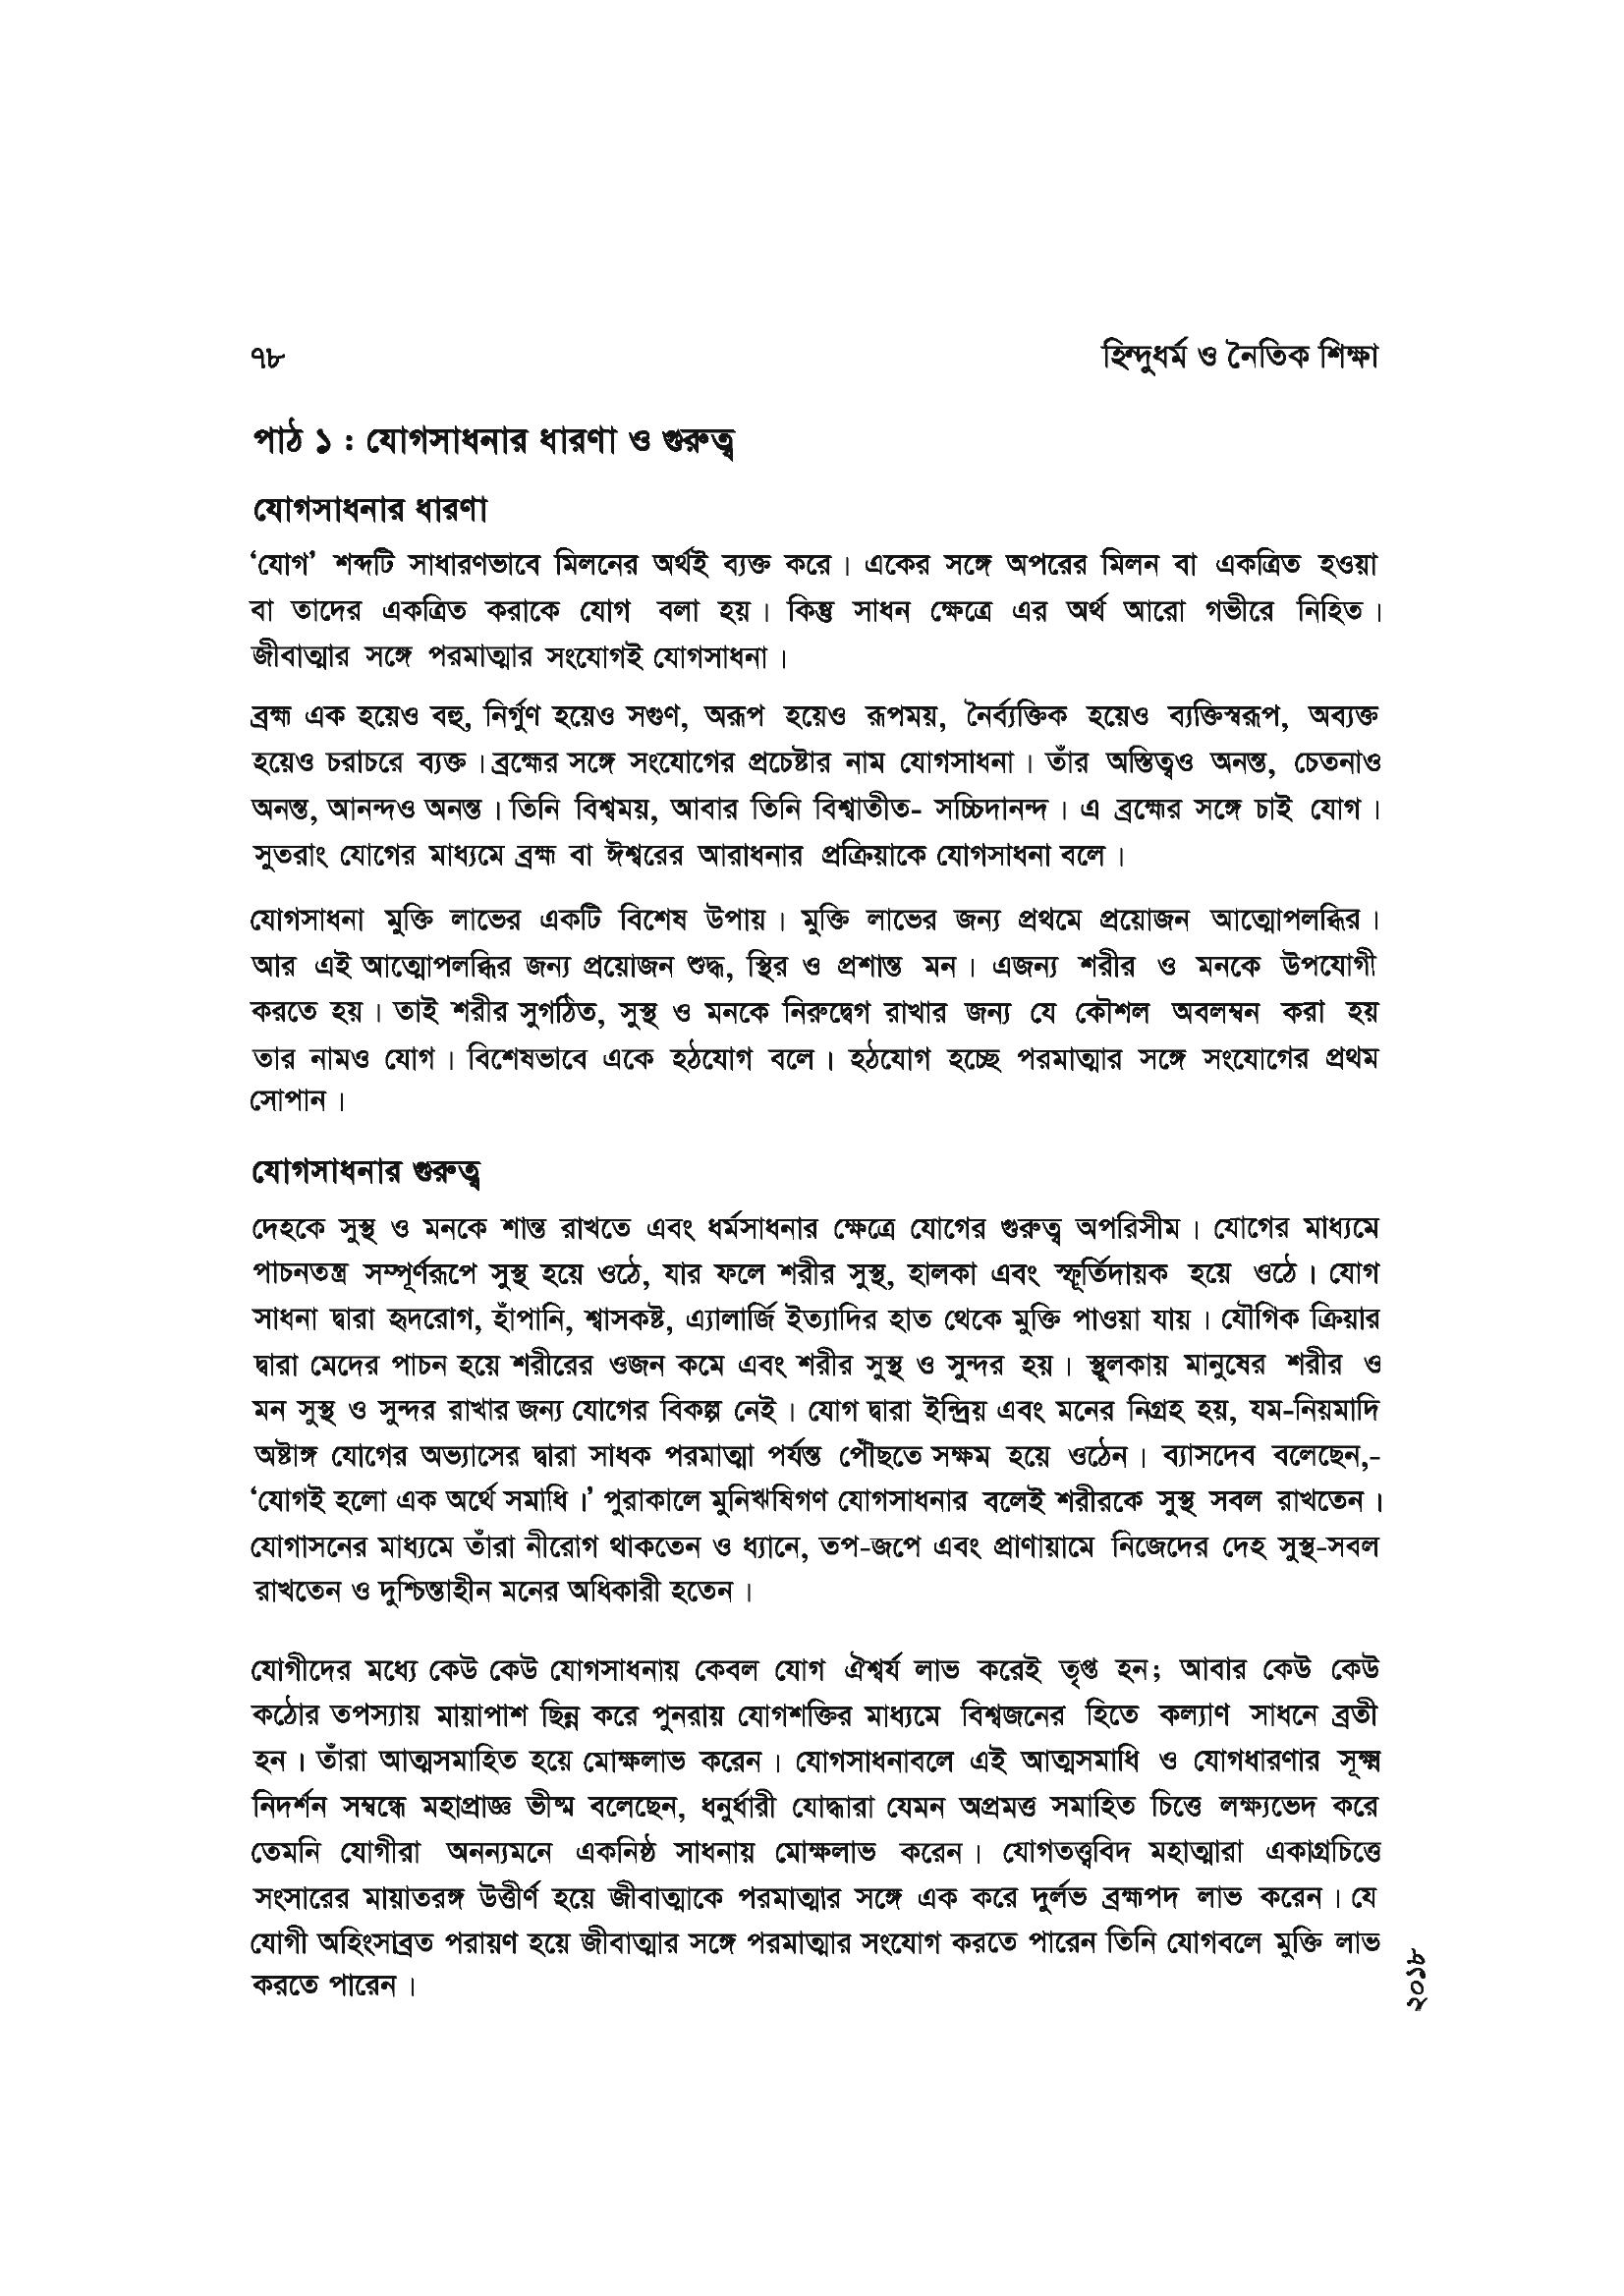 ৭৮ হিন্দুধর্ম ও নৈতিক শিক্ষা
পাঠ ১ : যোগসাধনার ধারণা ও গুরুত্ব
যোগসাধনার ধারণা
‘যোগ’ শব্দটি সাধারণভাবে মিলনের অর্থই ব্যক্ত করে। একের সঙ্গে অপরের মিলন বা একত্রিত হওয়া
বা তাদের একত্রিত করাকে যোগ বলা হয়। কিন্তু সাধন ক্ষেত্রে এর অর্থ আরো গভীরে নিহিত।
জীবাত্মার সঙ্গে পরমাত্মার সংযোগই যোগসাধনা।
ব্রহ্ম এক হয়েও বহু, নির্গুণ হয়েও সগুণ, অরূপ হয়েও রূপময়, নৈর্ব্যক্তিক হয়েও ব্যক্তিস্বরূপ, অব্যক্ত
হয়েও চরাচরে ব্যক্ত। ব্রহ্মের সঙ্গে সংযোগের প্রচেষ্টার নাম যোগসাধনা। তাঁর অস্তিত্বও অনন্ত, চেতনাও
অনন্ত, আনন্দও অনন্ত। তিনি বিশ্বময়, আবার তিনি বিশ্বাতীত- সচ্চিদানন্দ। এ ব্রহ্মের সঙ্গে চাই যোগ।
সুতরাং যোগের মাধ্যমে ব্রহ্ম বা ঈশ্বরের আরাধনার প্রক্রিয়াকে যোগসাধনা বলে।
যোগসাধনা মুক্তি লাভের একটি বিশেষ উপায়। মুক্তি লাভের জন্য প্রথমে প্রয়োজন আত্মোপলব্ধির।
আর এই আত্মোপলব্ধির জন্য প্রয়োজন শুদ্ধ, স্থির ও প্রশান্ত মন। এজন্য শরীর ও মনকে উপযোগী
করতে হয়। তাই শরীর সুগঠিত, সুস্থ ও মনকে নিরুদ্বেগ রাখার জন্য যে কৌশল অবলম্বন করা হয়
তার নামও যোগ। বিশেষভাবে একে হঠযোগ বলে। হঠযোগ হচ্ছে পরমাত্মার সঙ্গে সংযোগের প্রথম
সোপান।
যোগসাধনার গুরুত্ব
দেহকে সুস্থ ও মনকে শান্ত রাখতে এবং ধর্মসাধনার ক্ষেত্রে যোগের গুরুত্ব অপরিসীম। যোগের মাধ্যমে
পাচনতন্ত্র সম্পূর্ণরূপে সুস্থ হয়ে ওঠে, যার ফলে শরীর সুস্থ, হালকা এবং স্ফূর্তিদায়ক হয়ে ওঠে। যোগ
সাধনা দ্বারা হৃদরোগ, হাঁপানি, শ্বাসকষ্ট, এ্যালার্জি ইত্যাদির হাত থেকে মুক্তি পাওয়া যায়। যৌগিক ক্রিয়ার
দ্বারা মেদের পাচন হয়ে শরীরের ওজন কমে এবং শরীর সুস্থ ও সুন্দর হয়। স্থূলকায় মানুষের শরীর ও
মন সুস্থ ও সুন্দর রাখার জন্য যোগের বিকল্প নেই। যোগ দ্বারা ইন্দ্রিয় এবং মনের নিগ্রহ হয়, যম-নিয়মাদি
অষ্টাঙ্গ যোগের অভ্যাসের দ্বারা সাধক পরমাত্মা পর্যন্ত পৌঁছতে সক্ষম হয়ে ওঠেন। ব্যাসদেব বলেছেন,-
‘যোগই হলো এক অর্থে সমাধি।’ পুরাকালে মুনিঋষিগণ যোগসাধনার বলেই শরীরকে সুস্থ সবল রাখতেন।
যোগাসনের মাধ্যমে তাঁরা নীরোগ থাকতেন ও ধ্যানে, তপ-জপে এবং প্রাণায়ামে নিজেদের দেহ সুস্থ-সবল
রাখতেন ও দুশ্চিন্তাহীন মনের অধিকারী হতেন।
যোগীদের মধ্যে কেউ কেউ যোগসাধনায় কেবল যোগ ঐশ্বর্য লাভ করেই তৃপ্ত হন; আবার কেউ কেউ
কঠোর তপস্যায় মায়াপাশ ছিন্ন করে পুনরায় যোগশক্তির মাধ্যমে বিশ্বজনের হিতে কল্যাণ সাধনে ব্রতী
হন। তাঁরা আত্মসমাহিত হয়ে মোক্ষলাভ করেন। যোগসাধনাবলে এই আত্মসমাধি ও যোগধারণার সূক্ষ্ম
নিদর্শন সম্বন্ধে মহাপ্রাজ্ঞ ভীষ্ম বলেছেন, ধনুর্ধারী যোদ্ধারা যেমন অপ্রমত্ত সমাহিত চিত্তে লক্ষ্যভেদ করে
তেমনি যোগীরা অনন্যমনে একনিষ্ঠ সাধনায় মোক্ষলাভ করেন। যোগতত্ত্ববিদ মহাত্মারা একাগ্রচিত্তে
সংসারের মায়াতরঙ্গ উত্তীর্ণ হয়ে জীবাত্মাকে পরমাত্মার সঙ্গে এক করে দুর্লভ ব্রহ্মপদ লাভ করেন। যে
যোগী অহিংসাব্রত পরায়ণ হয়ে জীবাত্মার সঙ্গে পরমাত্মার সংযোগ করতে পারেন তিনি যোগবলে মুক্তি লাভ
করতে পারেন।
২০১৮